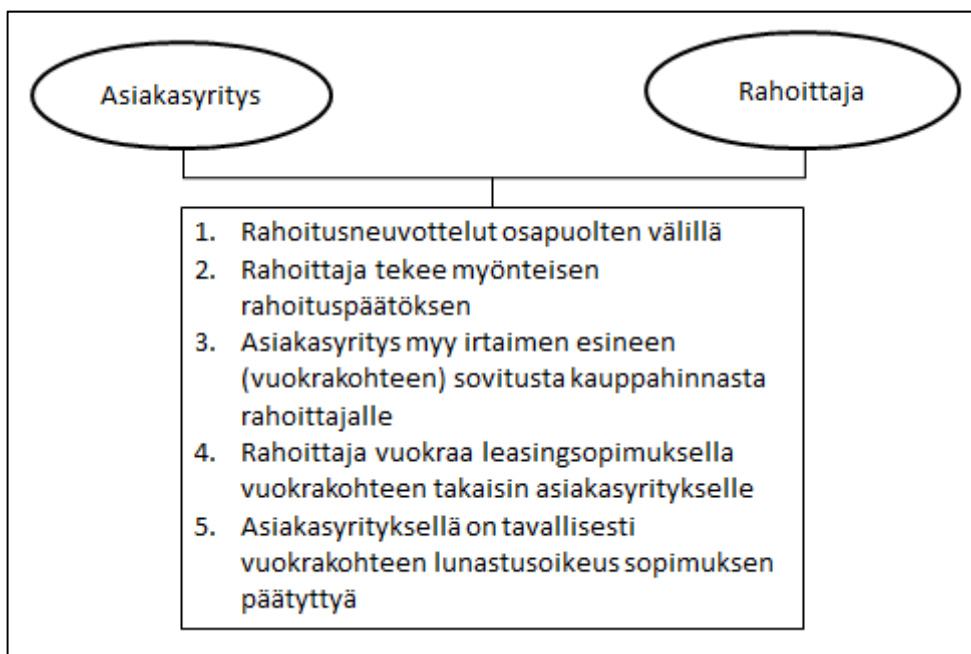 Asiakasyritys
Rahoittaja
1. Rahoitusneuvottelut osapuolten välillä
2. Rahoittaja tekee myönteisen
rahoituspäätöksen
3. Asiakasyritys myy irtaimen esineen
(vuokrakohteen) sovitusta kauppahinnasta
rahoittajalle
4. Rahoittaja vuokraa leasingsopimuksella
vuokrakohteen takaisin asiakasyritykselle
5. Asiakasyrityksellä on tavallisesti
vuokrakohteen lunastusoikeus sopimuksen
päätyttyä